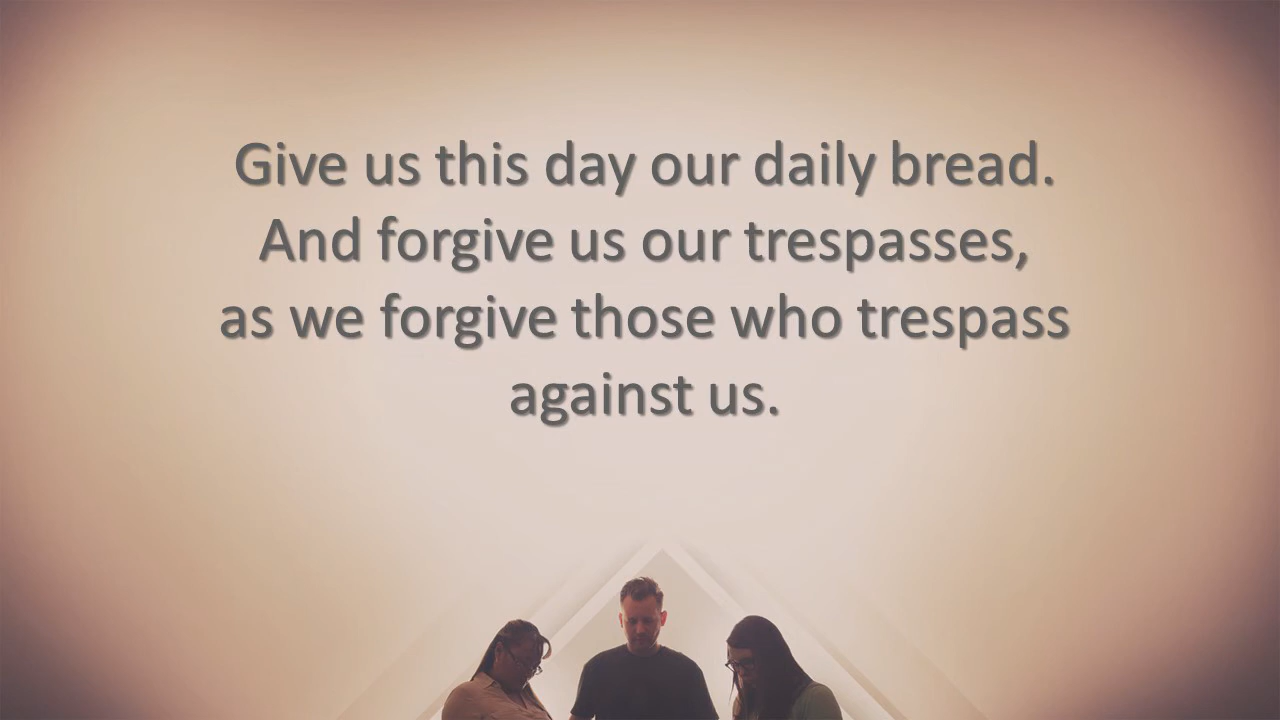 Give us this day our daily bread.
And forgive us our trespasses,
as we forgive those who trespass
against us.